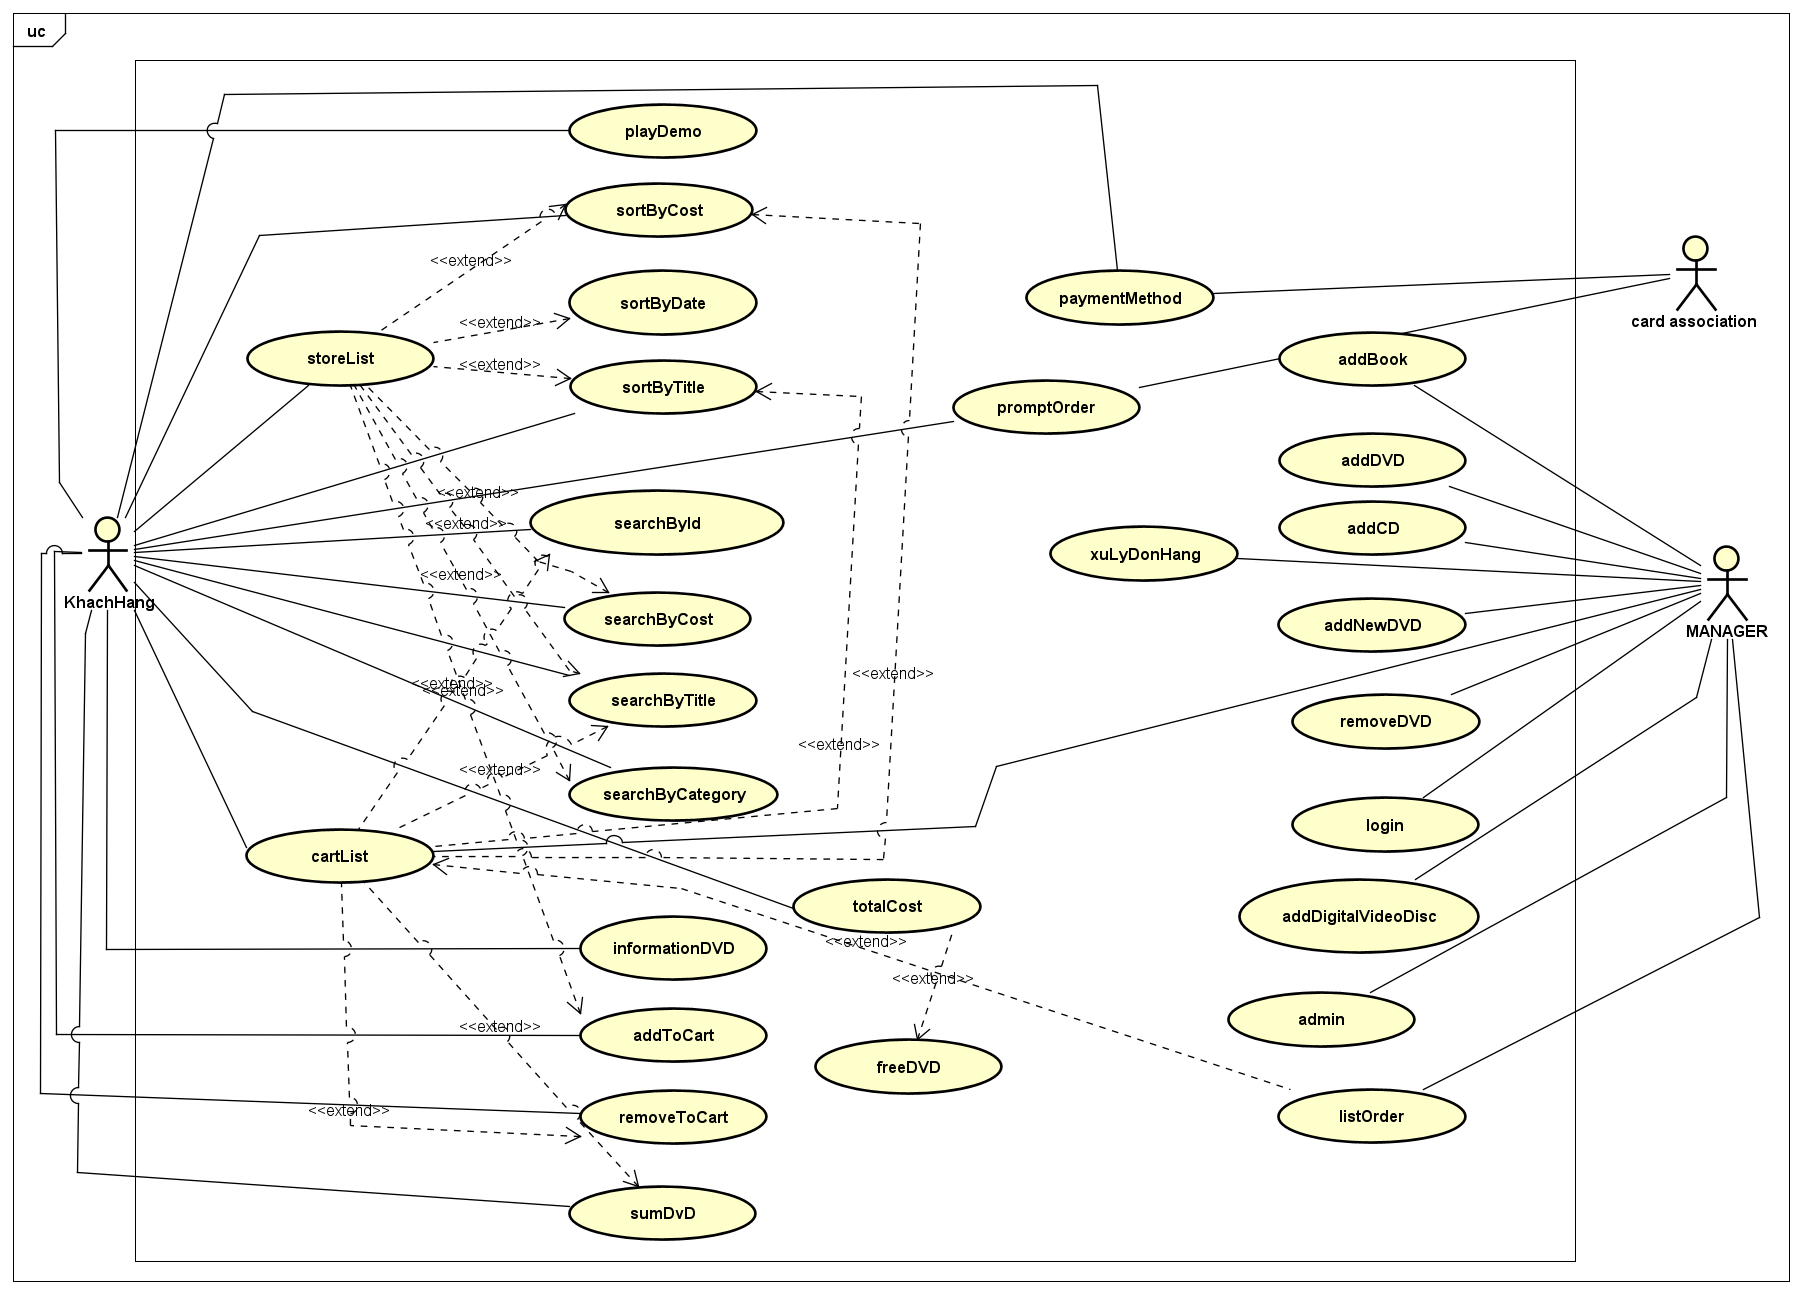 uc
playDemo
sortByCost
<<extend>>
sortByDate
<<extend>>
storeList
<<extend>>
sortByTitle
paymentMethod
card association
addBook
promptOrder
addDVD
<<extend>>
searchById
<<extend>>
addCD
xuLyDonHang
<<extend>>
KhachHang
searchByCost
addNewDVD
MANAGER
<<extend>>
<<extend>>
<<extend>>
searchByTitle
removeDVD
<<extend>>
<<extend>>
searchByCategory
login
cartList
totalCost
addDigitalVideoDisc
<<extend>>
informationDVD
<<extend>>
admin
<<extend>>
addToCart
freeDVD
<<extend>>
removeToCart
listOrder
sumDvD